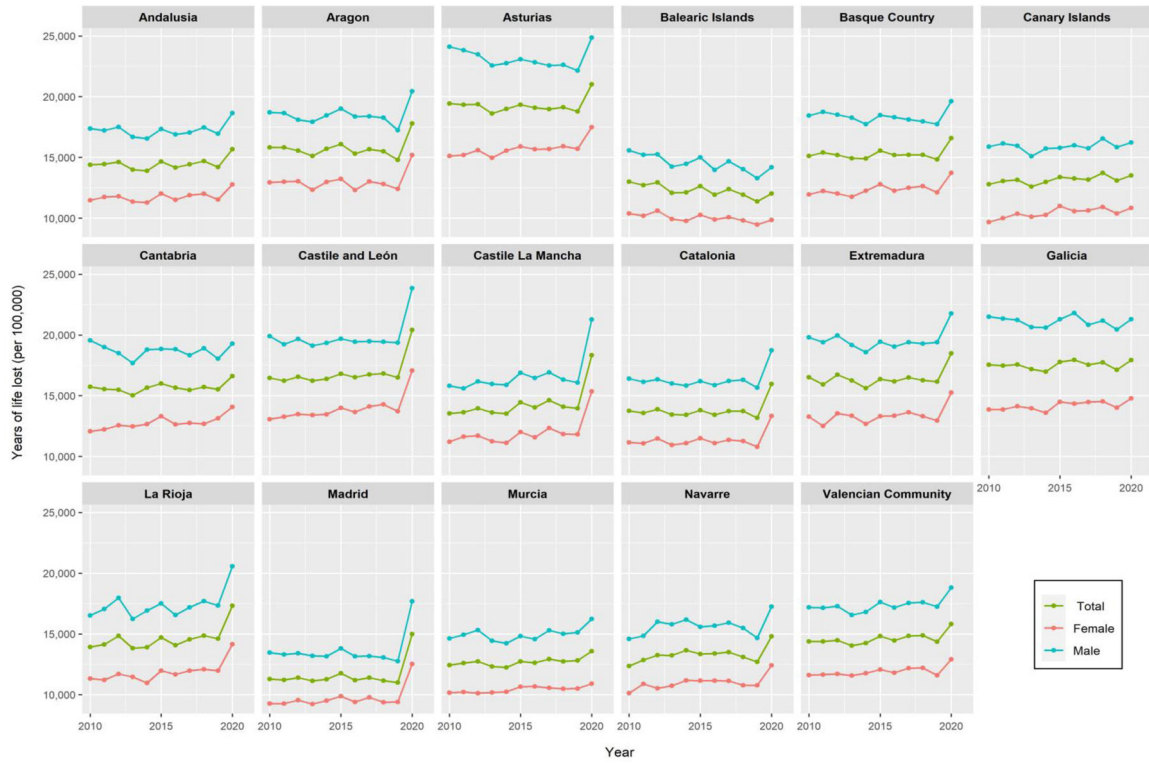 Andalusia
Aragon
Asturias
Balearic Islands
Basque Country
Canary Islands
25,000
20,000
15,000
10,000
Cantabria
Castile and León
Castile La Mancha
Catalonia
Extremadura
Galicia
25,000
20,000
15,000
10,000
2010 2015 2020
La Rioja
Madrid
Murcia
Navarre
Valencian Community
25,000
20,000
15,000
10,000
2010 2015 2020
2010 2015 2020
2010 2015 2020
2010 2015 2020
2010 2015 2020
Years of life lost (per 100,000)
Year
Total
Female
Male